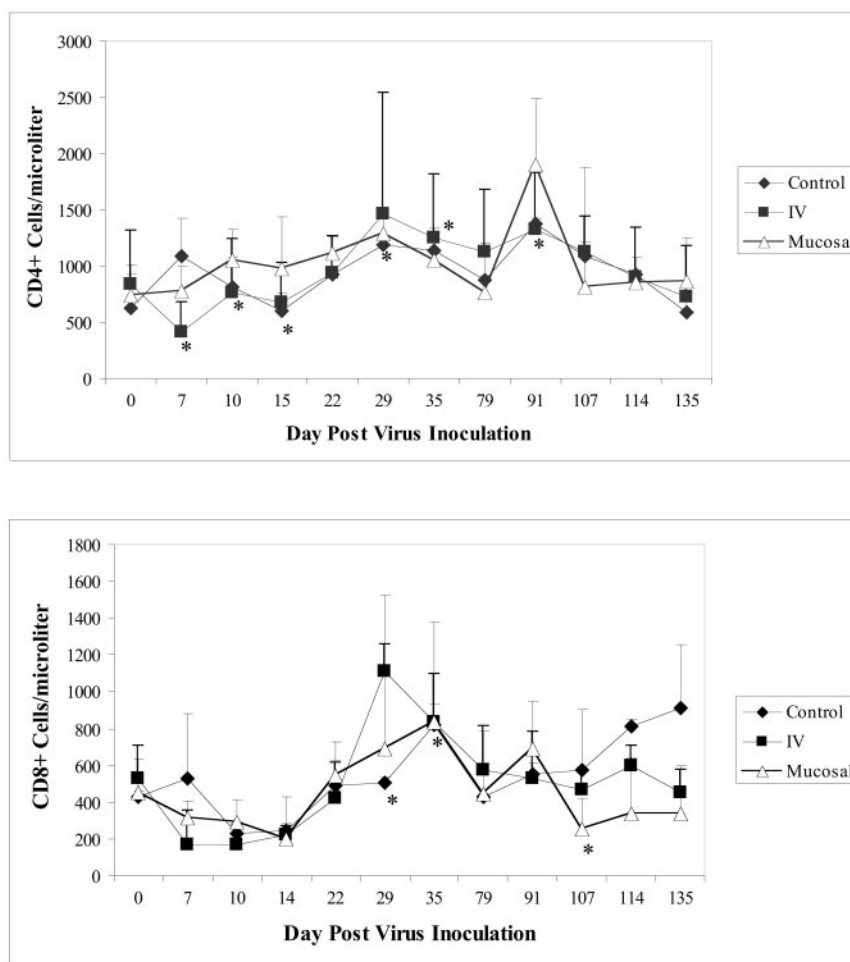 3000
2500
2000
1500
1000
500
0
CD4+ Cells/microliter
* * * * * * *
0 7 10 15 22 29 35 79 91 107 114 135
Day Post Virus Inoculation
Control
IV
Mucosal
1800
1600
1400
1200
1000
800
600
400
200
0
CD8+ Cells/microliter
* * *
0 7 10 14 22 29 35 79 91 107 114 135
Day Post Virus Inoculation
Control
IV
Mucosal